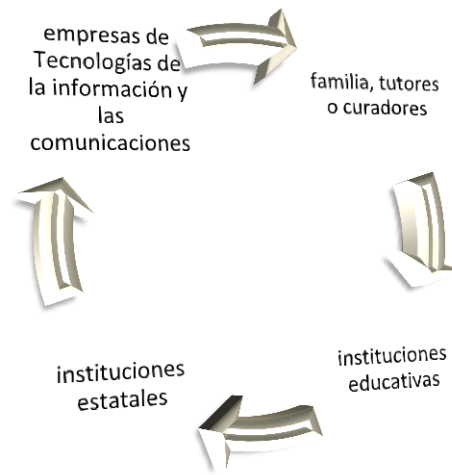 empresas de
Tecnologías de
la información y
las
comunicaciones
familia, tutores
o curadores
instituciones
educativas
instituciones
estatales